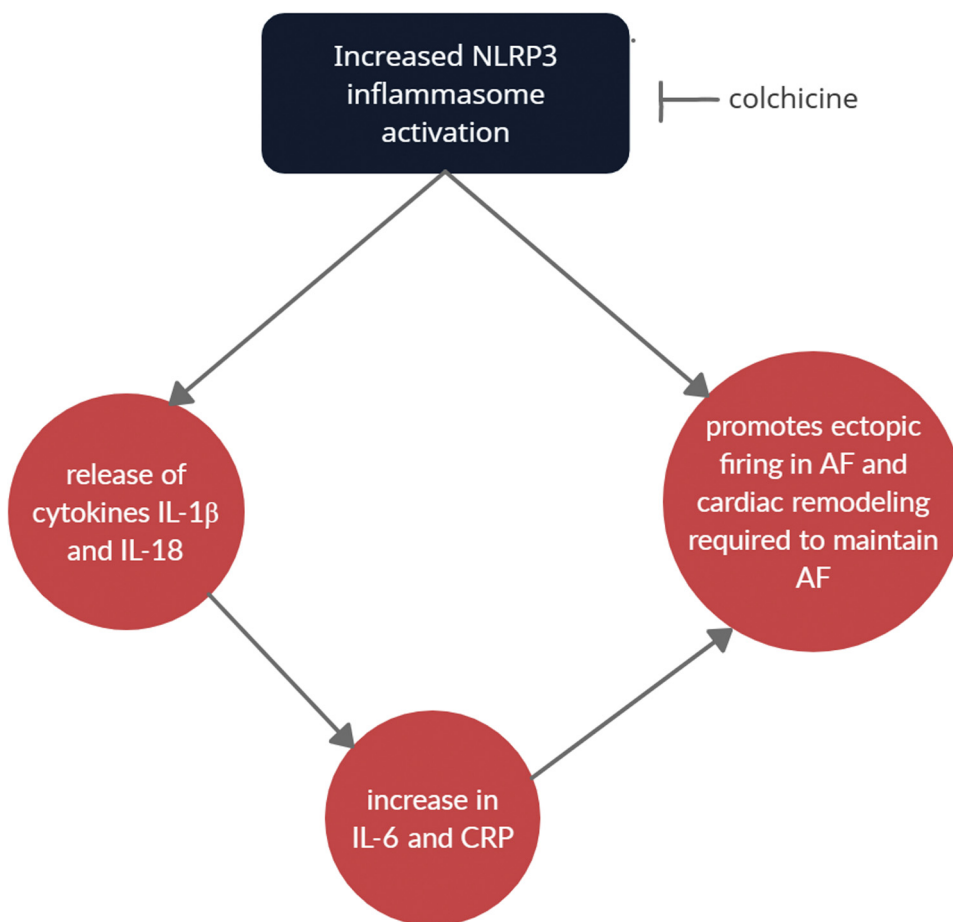 Increased NLRP3
inflammasome
activation
colchicine
release of
cytokines IL-1β
and IL-18
promotes ectopic
firing in AF and
cardiac remodeling
required to maintain
AF
increase in
IL-6 and CRP